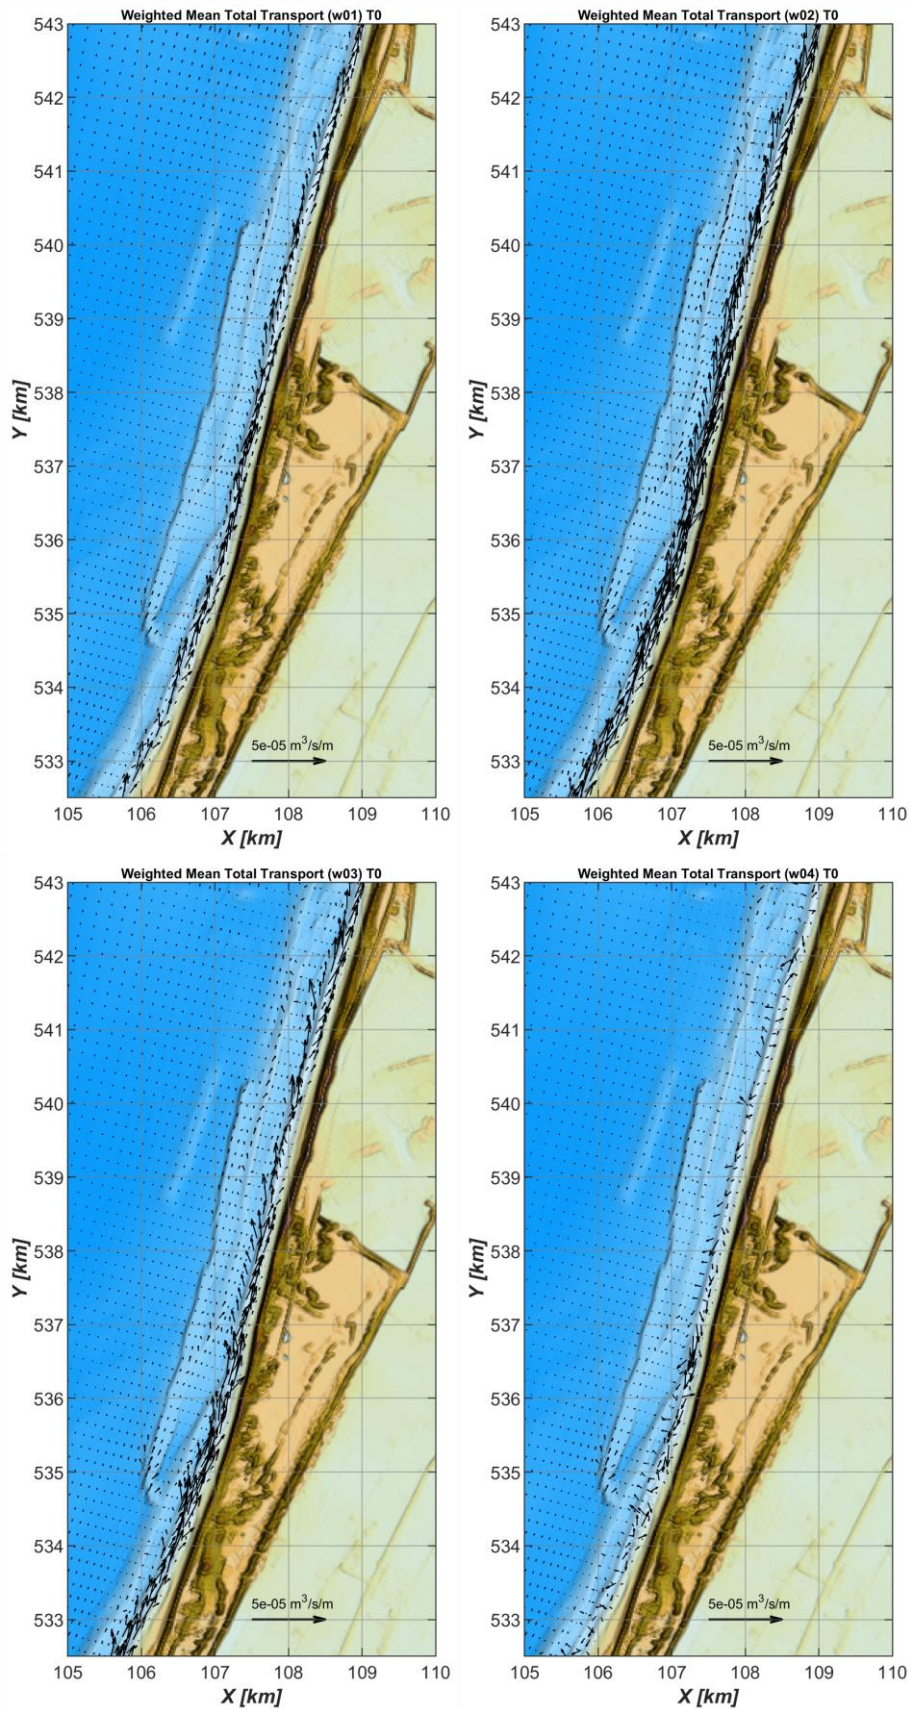 Weighted Mean Total Transport (w01) T0
543
542
541
540
539
538
537
536
535
534
533
Y [km]
5e-05 m³/s/m
105 106 107 108 109 110
X [km]
Weighted Mean Total Transport (w02) T0
543
542
541
540
539
538
537
536
535
534
533
Y [km]
5e-05 m³/s/m
105 106 107 108 109 110
X [km]
Weighted Mean Total Transport (w03) T0
543
542
541
540
539
538
537
536
535
534
533
Y [km]
5e-05 m³/s/m
105 106 107 108 109 110
X [km]
Weighted Mean Total Transport (w04) T0
543
542
541
540
539
538
537
536
535
534
533
Y [km]
5e-05 m³/s/m
105 106 107 108 109 110
X [km]